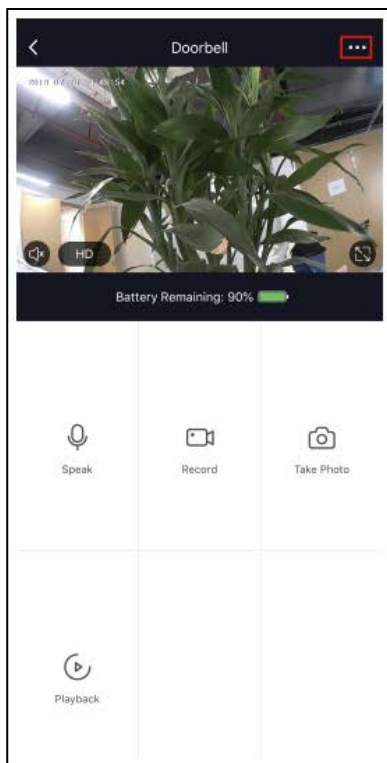 Doorbell
HD
Battery Remaining: 90%
Speak
Record
Take Photo
Playback